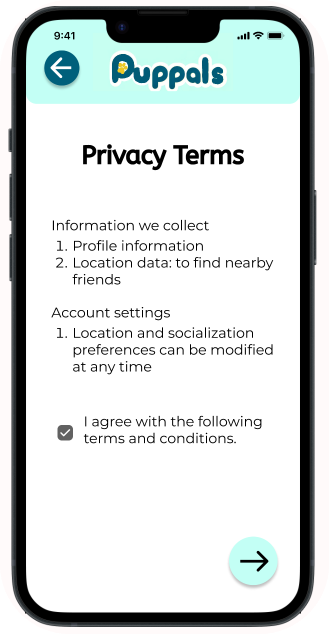 9:41
Puppals
Privacy Terms
Information we collect
1. Profile information
2. Location data: to find nearby
friends
Account settings
1. Location and socialization
preferences can be modified
at any time
I agree with the following
terms and conditions.